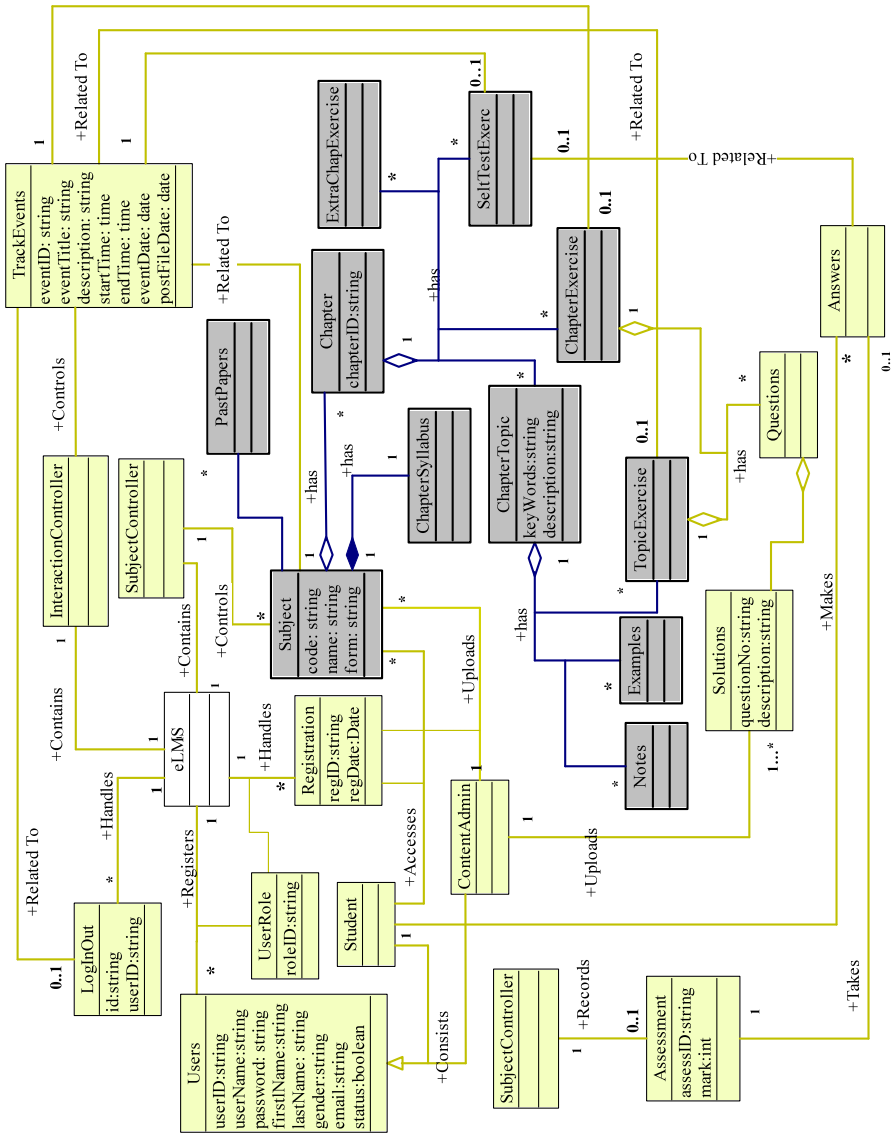 Users
userID:string
userName:string
password: string
firstlName:string
lastName: string
gender:string
email:string
status:boolean
*
+Registers
1
LogInOut
id:string
userID:string
0..1
+Related To
*
+Handles
1
UserRole
roleID:string
eLMS
1
+Contains
1
InteractionController
+Controls
1
+Contains
SubjectController
1
+Controls
*
1
+Handles
*
Registration
regID:string
regDate:Date
Student
1
+Accesses
*
+Consists
ContentAdmin
1
+Uploads
*
1
+Uploads
1...*
Subject
code: string
name: string
form: string
*
PastPapers
1
+has
*
Chapter
chapterID:string
1
+has
1
ChapterSyllabus
+Related To
TrackEvents
eventID: string
eventTitle: string
description: string
startTime: time
endTime: time
eventDate: date
postFileDate: date
1
+Related To
1
1
+has
*
ExtraChapExercise
*
SeltTestExerc
0..1
0..1
+Related To
*
ChapterExercise
0..1
1
*
ChapterTopic
keyWords:string
description:string
1
+has
*
Notes
*
Examples
*
TopicExercise
0..1
+Related To
1
+has
*
Questions
Solutions
questionNo:string
description:string
Answers
*
0..1
+Makes
+Takes
SubjectController
1
+Records
0..1
Assessment
assessID:string
mark:int
1